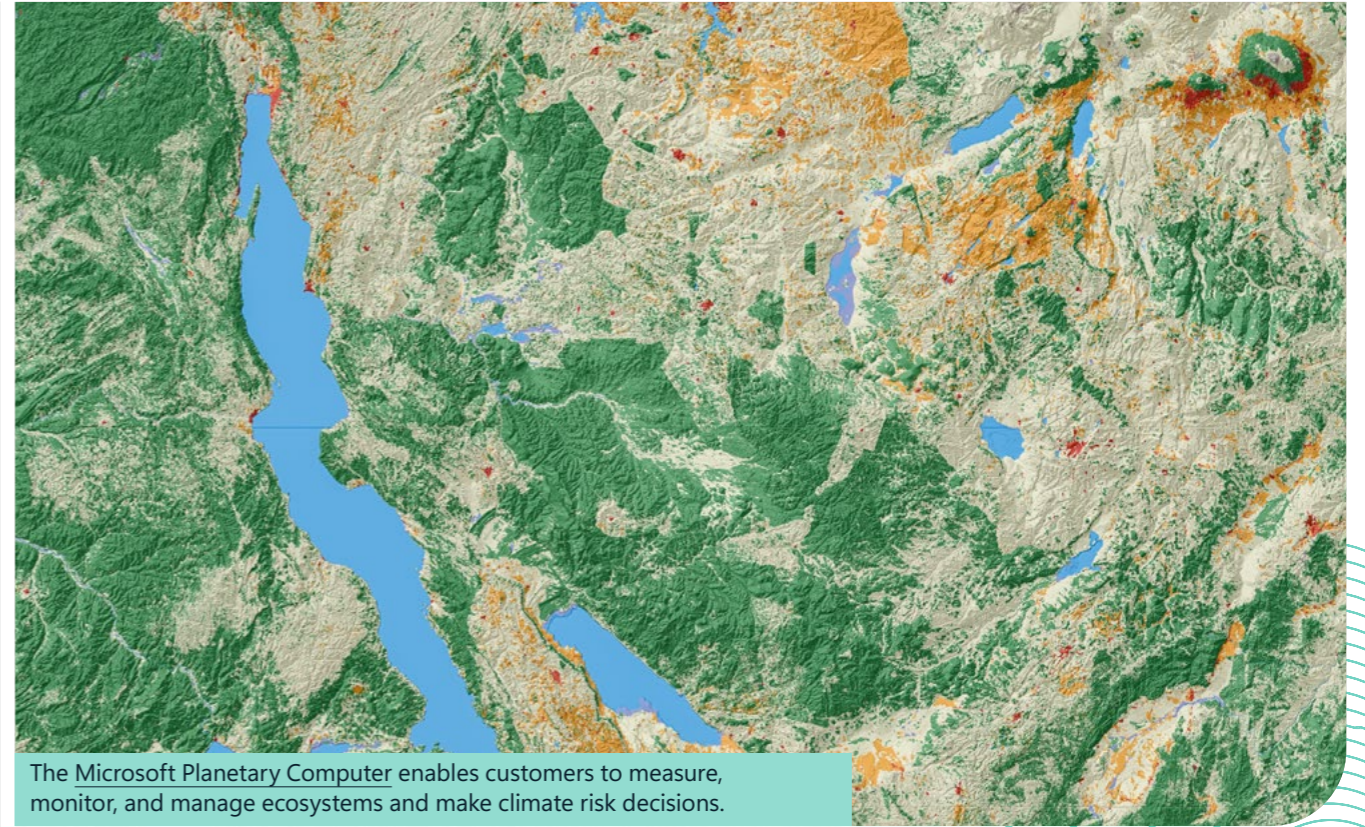 The Microsoft Planetary Computer enables customers to measure,
monitor, and manage ecosystems and make climate risk decisions.